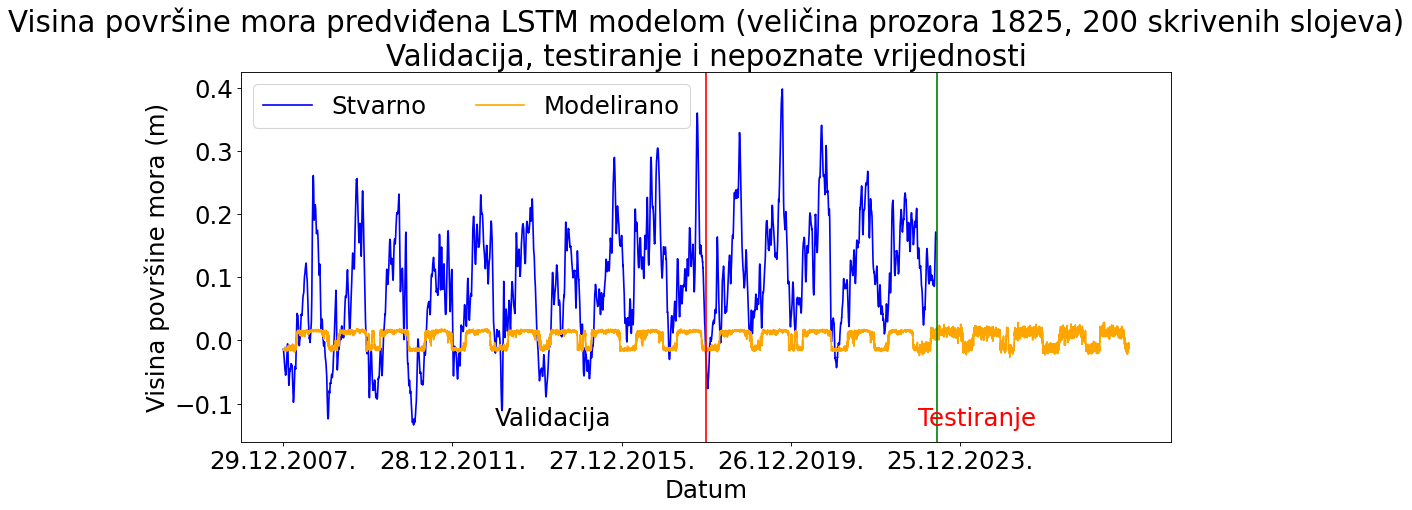 Visina površine mora predviđena LSTM modelom (veličina prozora 1825, 200 skrivenih slojeva)
Validacija, testiranje i nepoznate vrijednosti
Stvarno
Modelirano
Visina površine mora (m)
0.4
0.3
0.2
0.1
0.0
−0.1
Validacija
Testiranje
29.12.2007.
28.12.2011.
27.12.2015.
26.12.2019.
25.12.2023.
Datum